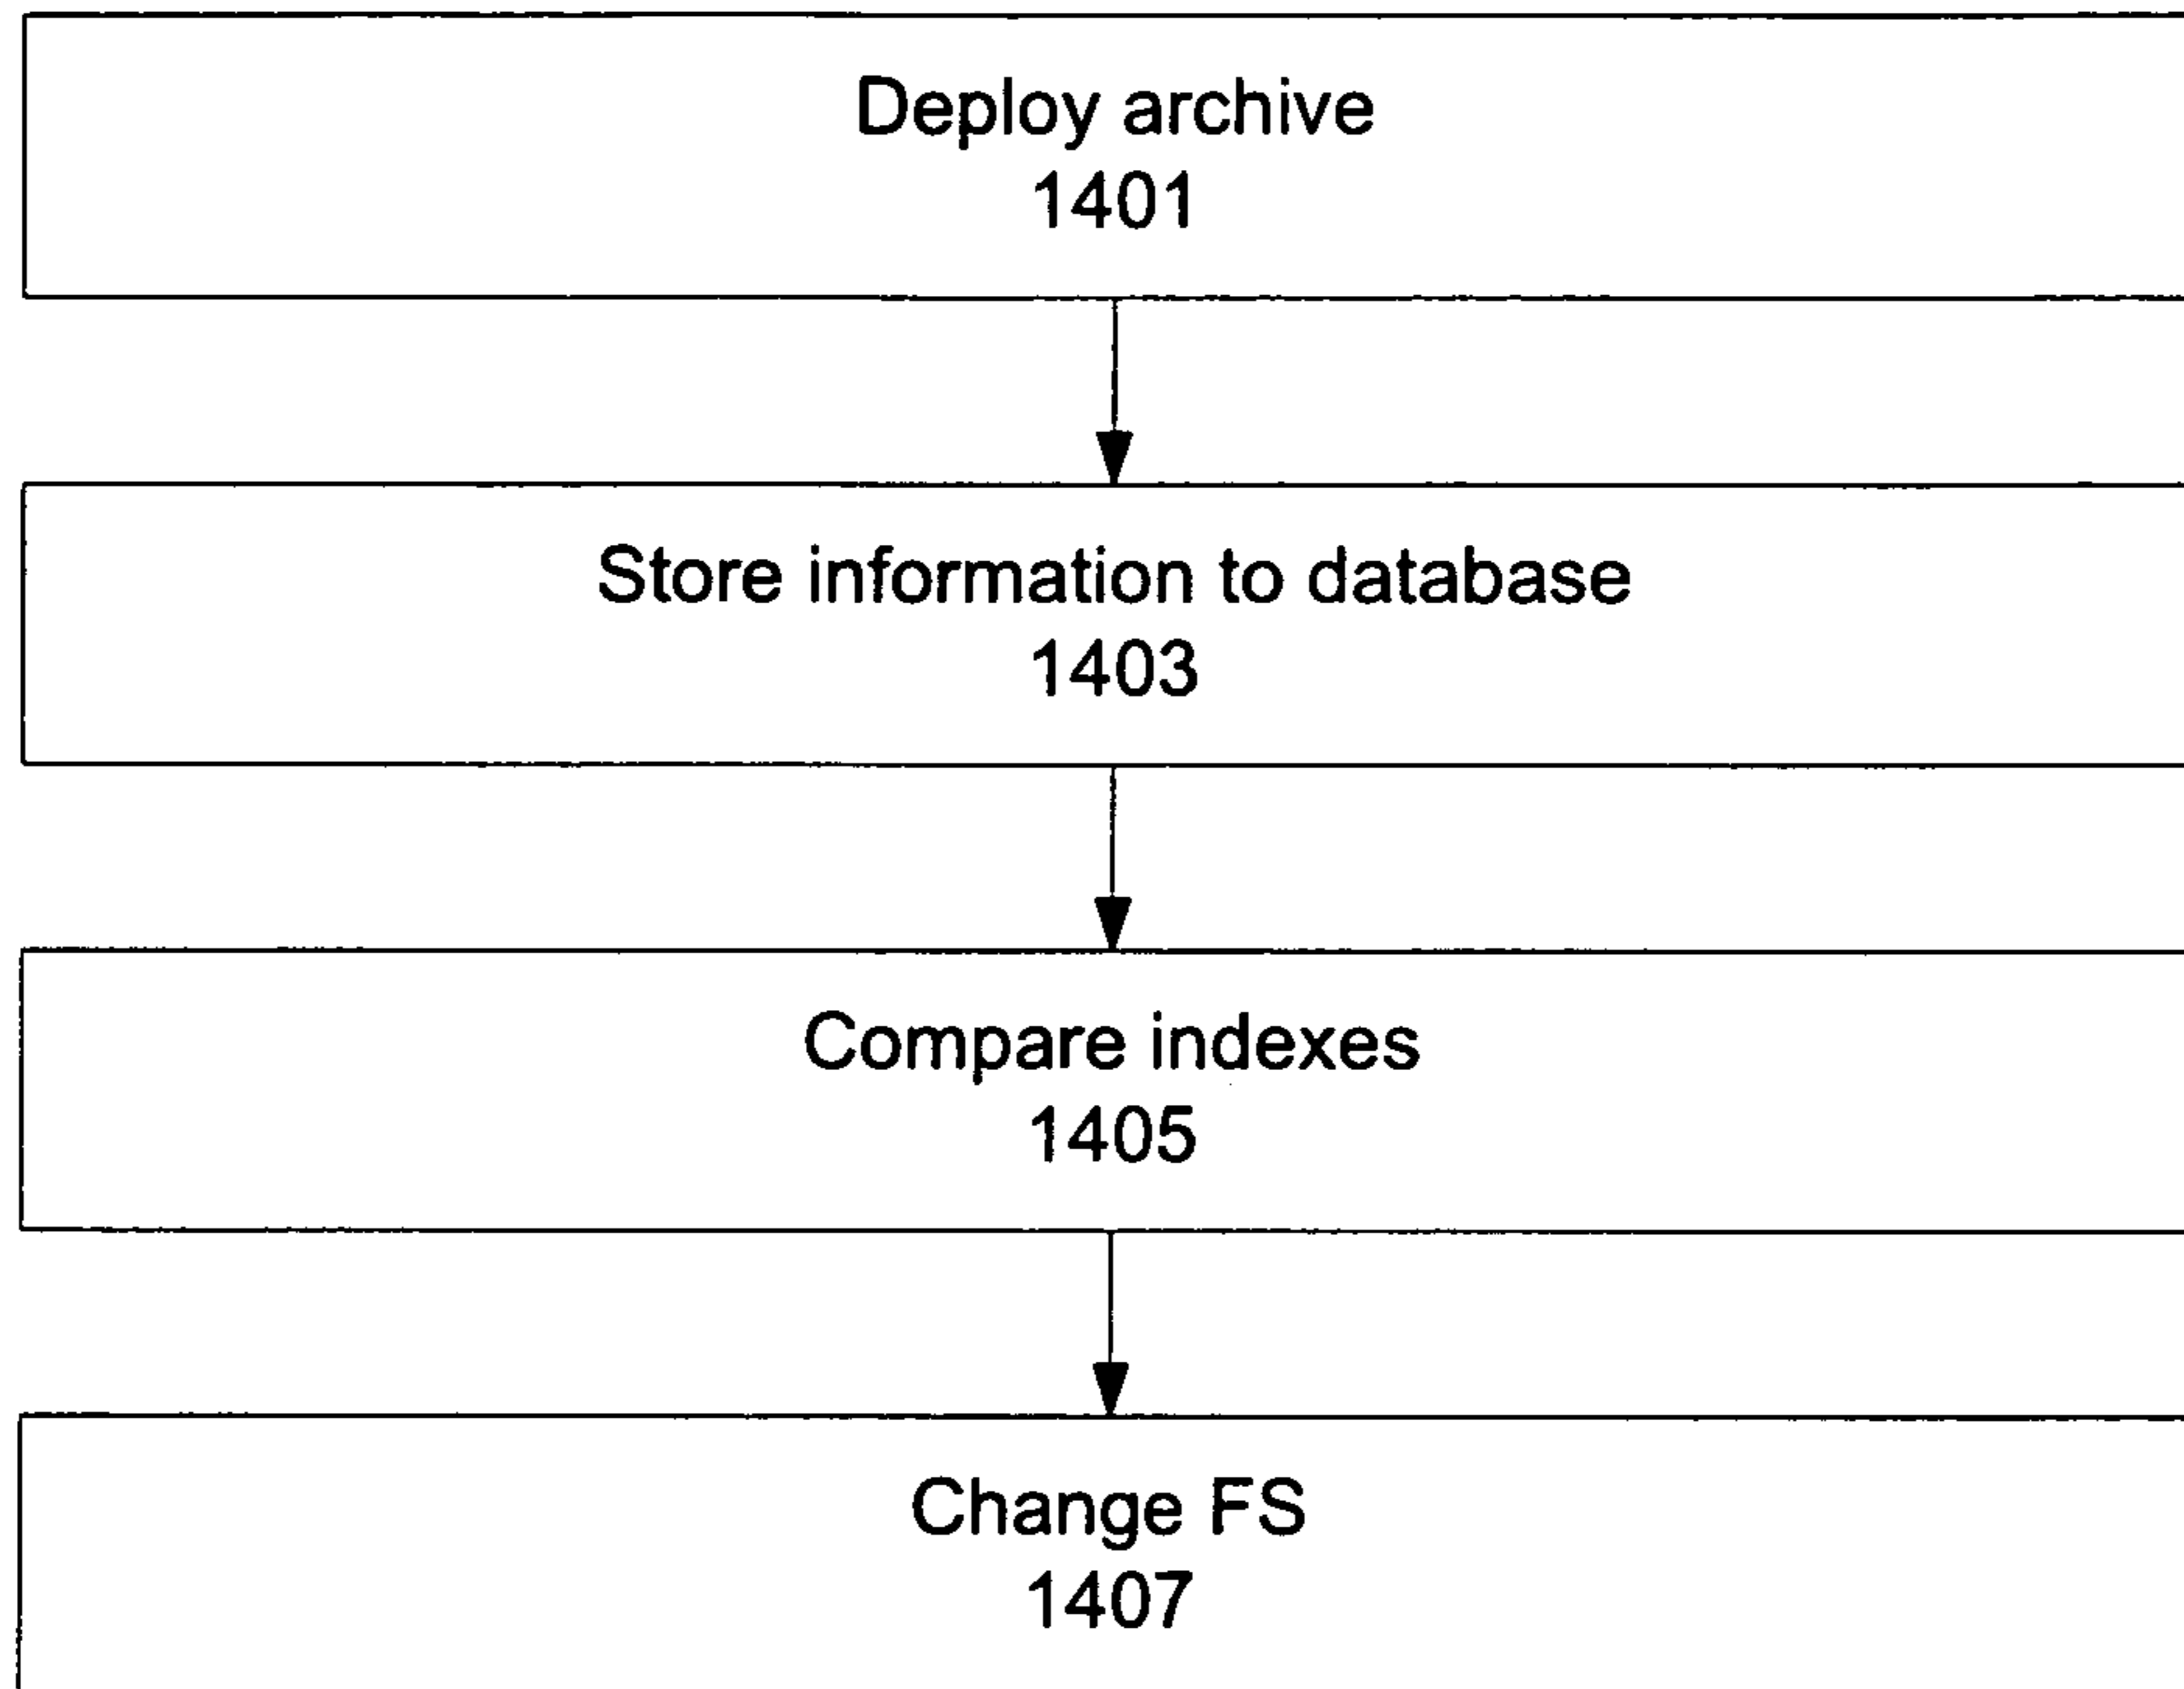 Deploy archive
1401
Store information to database
1403
Compare indexes
1405
Change FS
1407